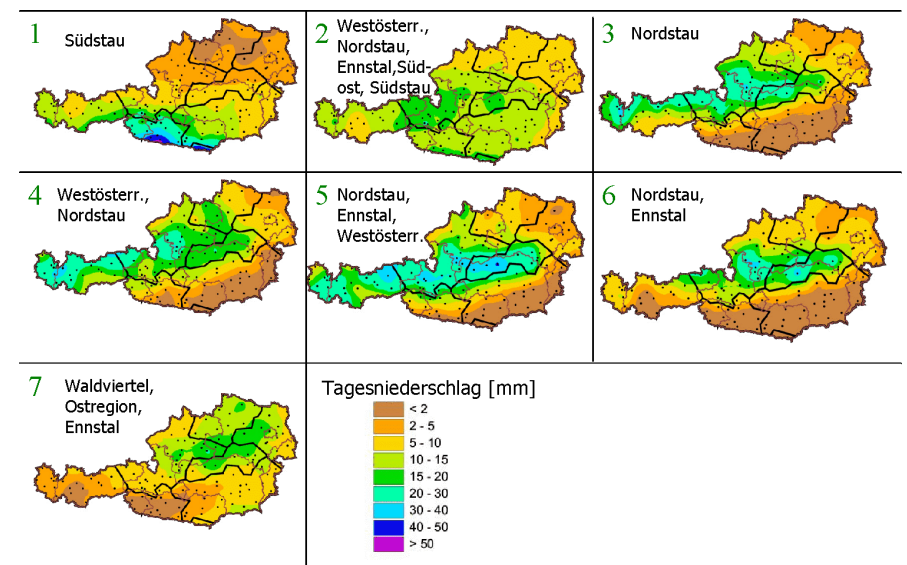 1
Südstau
2
Westösterr.,
Nordstau,
Ennstal,Süd-
ost, Südstau
3
Nordstau
4
Westösterr.,
Nordstau
5
Nordstau,
Ennstal,
Westösterr.
6
Nordstau,
Ennstal
7
Waldviertel,
Ostregion,
Ennstal
Tagesniederschlag [mm]
< 2
2 - 5
5 - 10
10 - 15
15 - 20
20 - 30
30 - 40
40 - 50
> 50